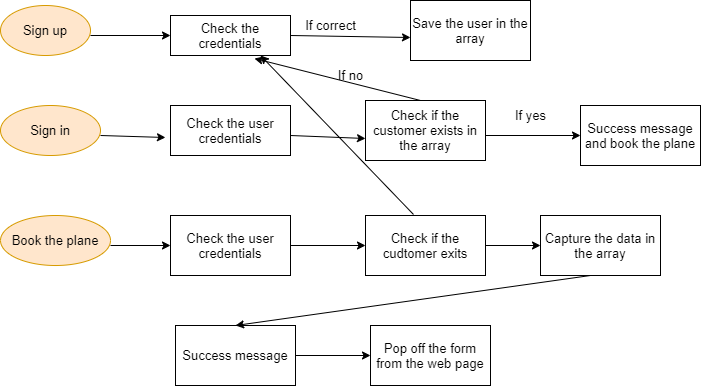 Sign up
Check the
credentials
If correct
Save the user in the
array
If no
Sign in
Check the user
credentials
Check if the
customer exists in
the array
If yes
Success message
and book the plane
Book the plane
Check the user
credentials
Check if the
cudtomer exits
Capture the data in
the array
Success message
Pop off the form
from the web page